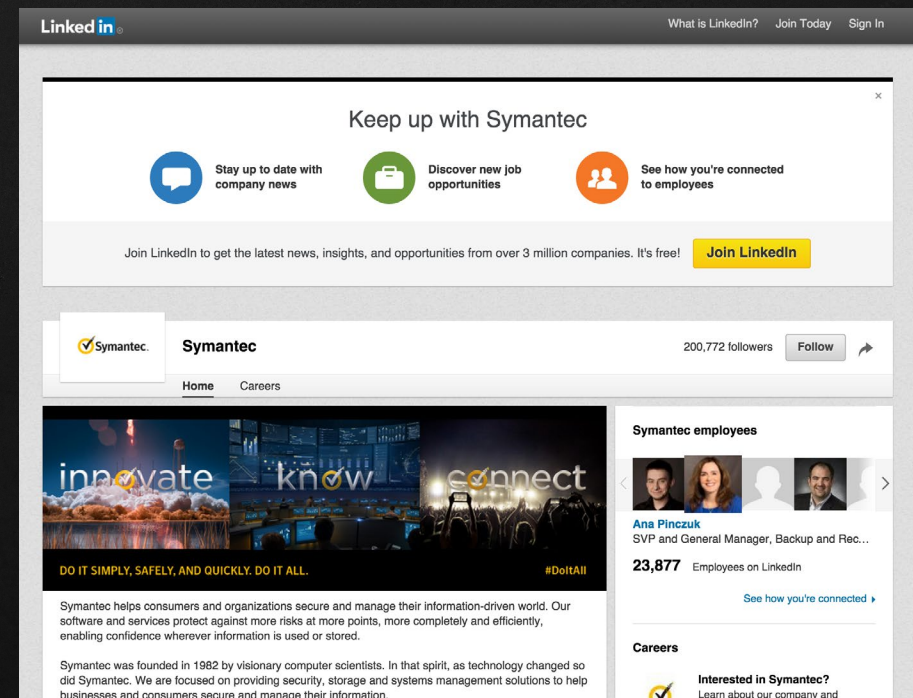 Linked in ®
What is LinkedIn? Join Today Sign In
×
Keep up with Symantec
Stay up to date with
company news
Discover new job
opportunities
See how you're connected
to employees
Join LinkedIn to get the latest news, insights, and opportunities from over 3 million companies. It's free! Join LinkedIn
Symantec.
Symantec
200,772 followers Follow
Home Careers
innovate know connect
DO IT SIMPLY, SAFELY, AND QUICKLY. DO IT ALL. #DoItAll
Symantec helps consumers and organizations secure and manage their information-driven world. Our
software and services protect against more risks at more points, more completely and efficiently,
enabling confidence wherever information is used or stored.
Symantec was founded in 1982 by visionary computer scientists. In that spirit, as technology changed so
did Symantec. We are focused on providing security, storage and systems management solutions to help
businesses and consumers secure and manage their information.
Symantec employees
Ana Pinczuk
SVP and General Manager, Backup and Rec...
23,877 Employees on LinkedIn
See how you're connected
Careers
Interested in Symantec?
Learn about our company and